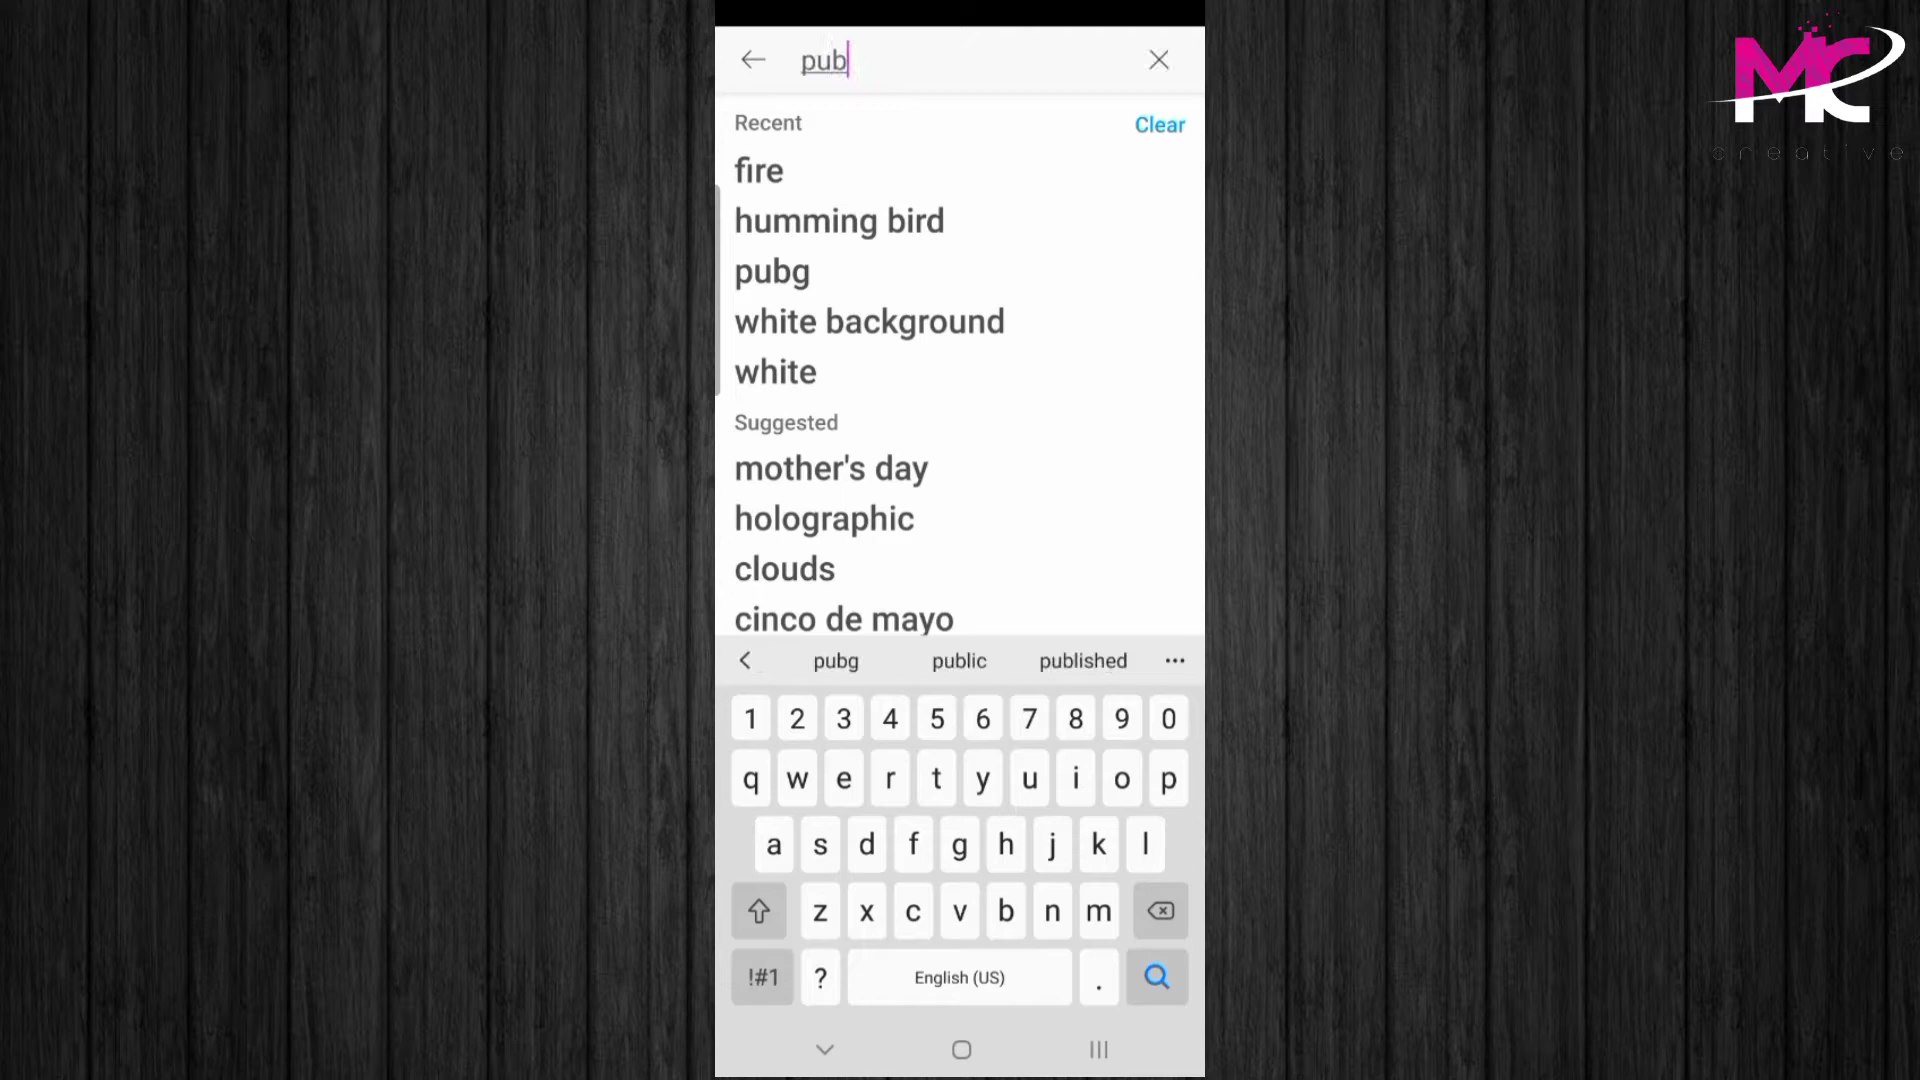 pub
Recent Clear
fire
humming bird
pubg
white background
white
Suggested
mother's day
holographic
clouds
cinco de mayo
pubg public published ...
1 2 3 4 5 6 7 8 9 0
q w e r t y u i o p
a s d f g h j k l
z x c v b n m
!#1 ? English (US) .
MC
creative